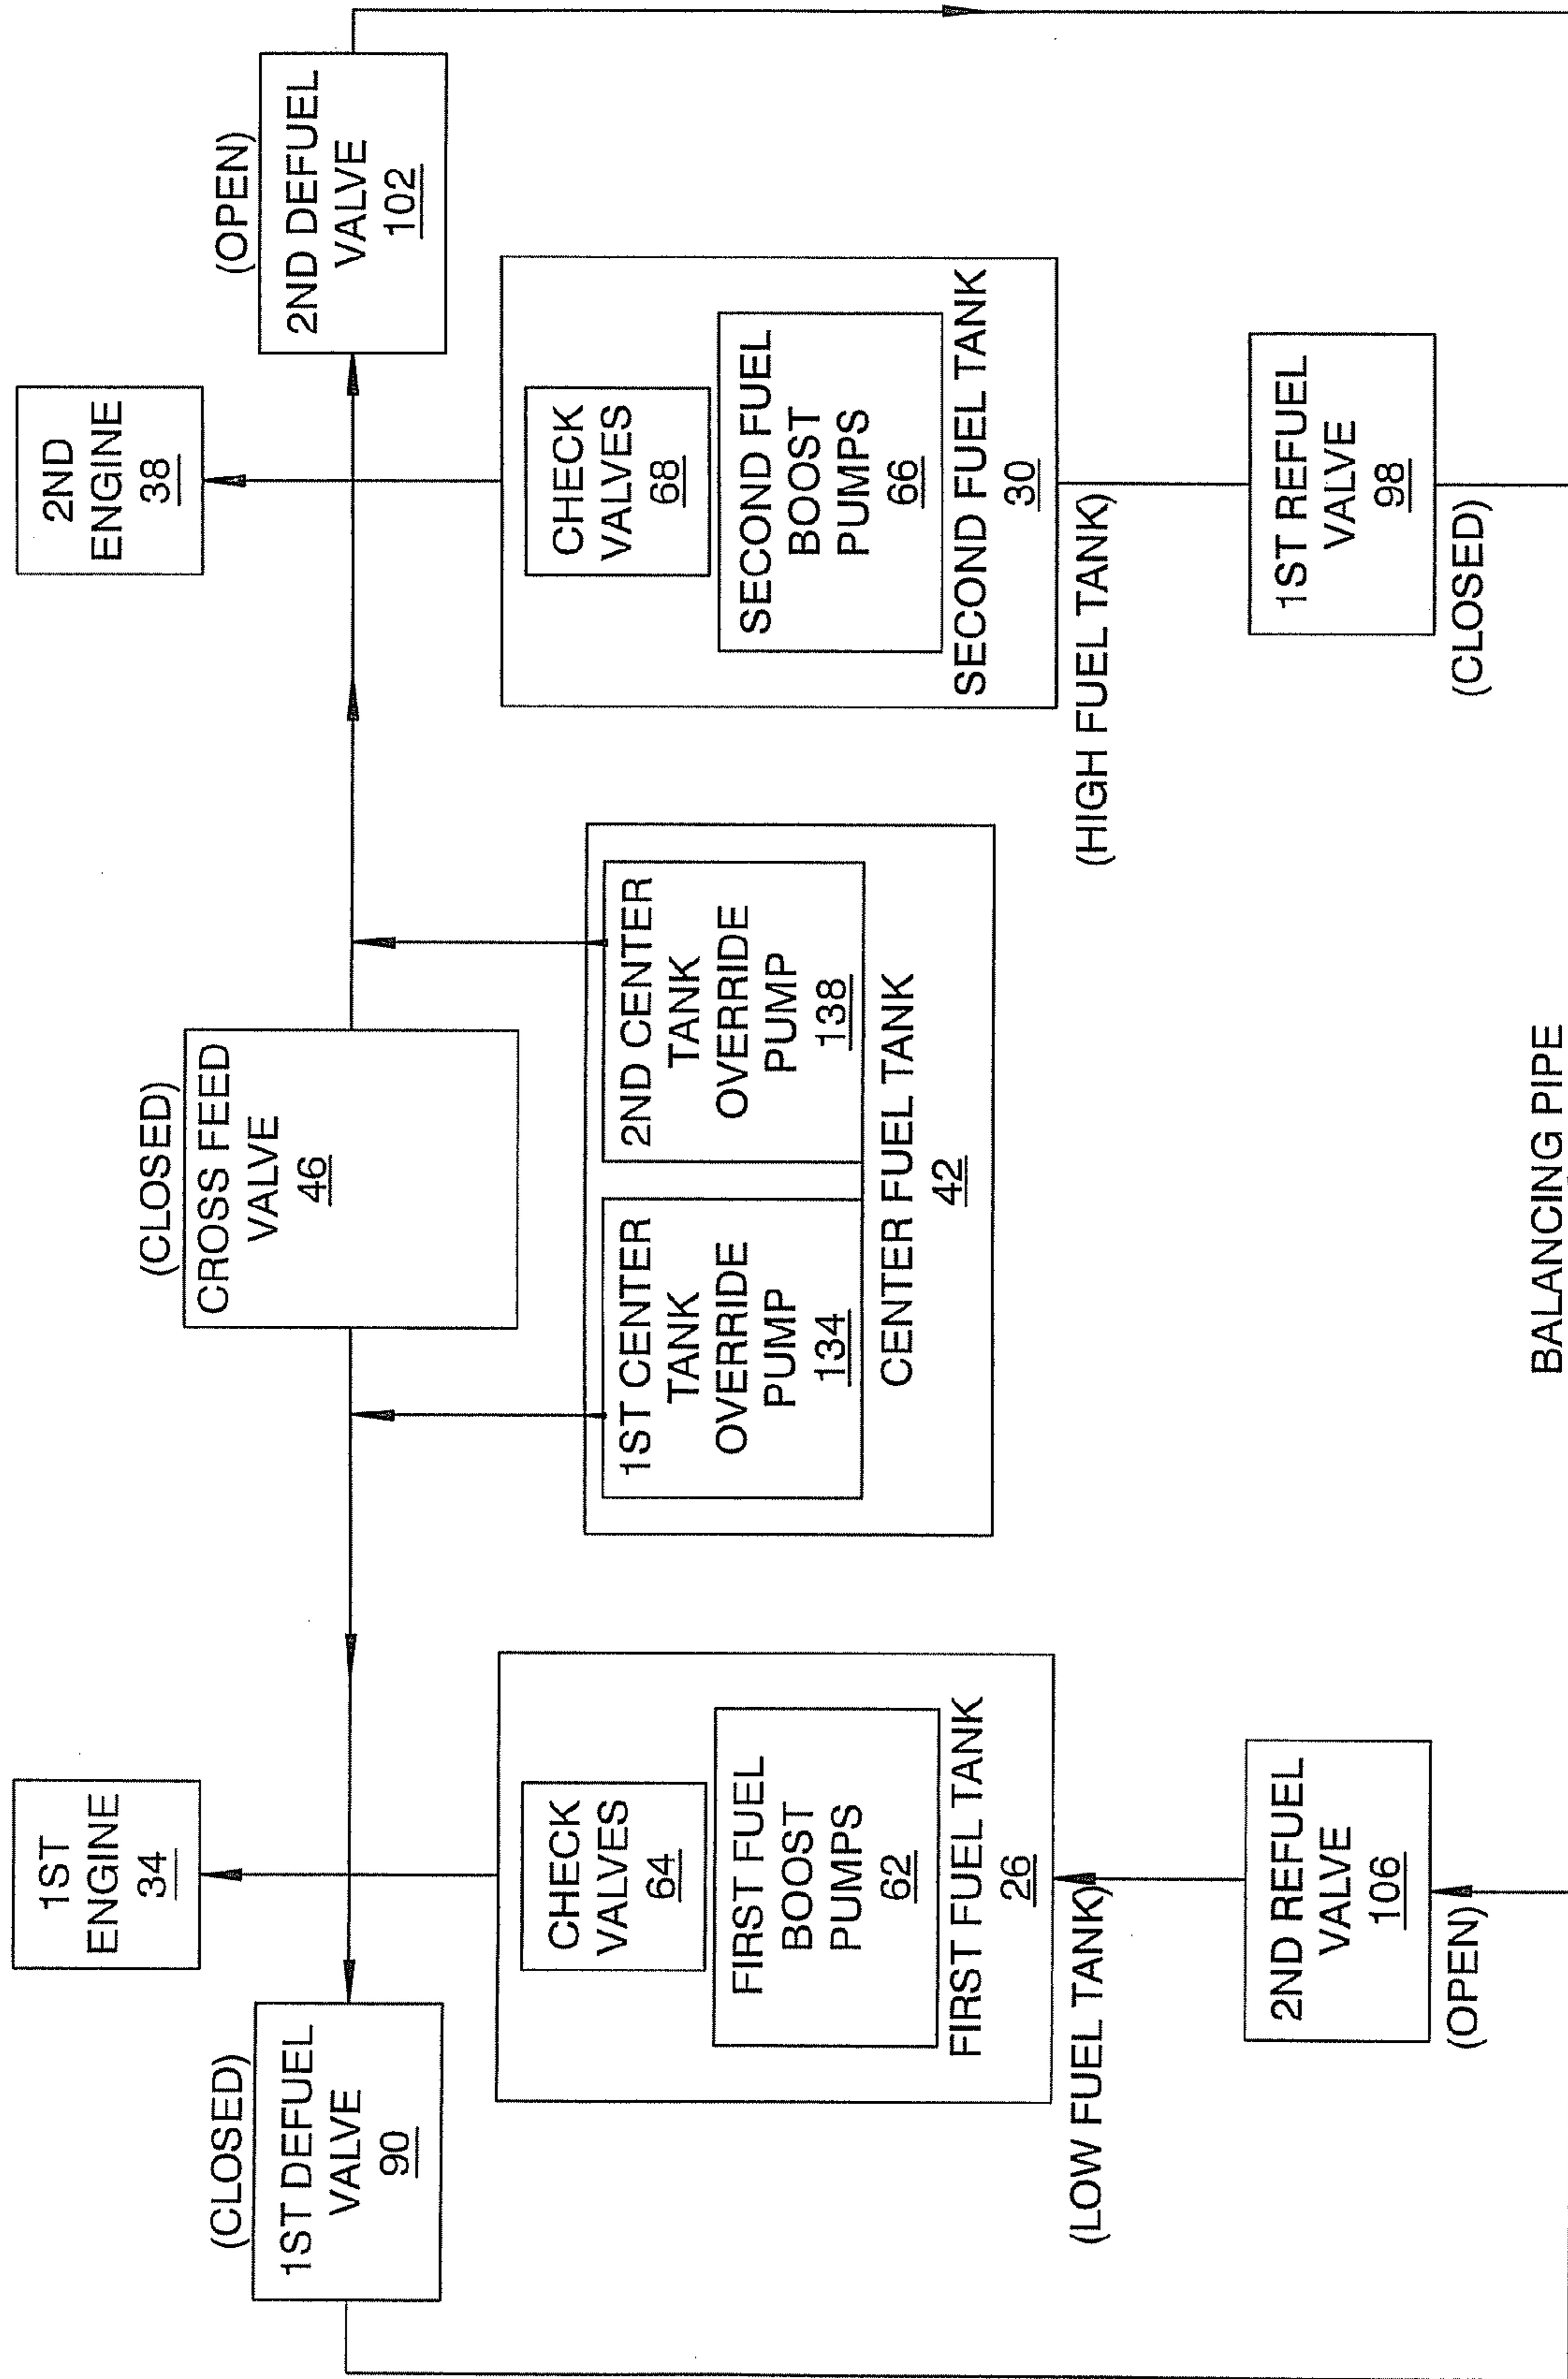 1ST
ENGINE
34
2ND
ENGINE
38
(CLOSED)
1ST DEFUEL
VALVE
90
(CLOSED)
CROSS FEED
VALVE
46
(OPEN)
2ND DEFUEL
VALVE
102
CHECK
VALVES
64
FIRST FUEL
BOOST
PUMPS
62
FIRST FUEL TANK
26
(LOW FUEL TANK)
1ST CENTER
TANK
OVERRIDE
PUMP
134
2ND CENTER
TANK
OVERRIDE
PUMP
138
CENTER FUEL TANK
42
CHECK
VALVES
68
SECOND FUEL
BOOST
PUMPS
66
SECOND FUEL TANK
30
(HIGH FUEL TANK)
2ND REFUEL
VALVE
106
(OPEN)
1ST REFUEL
VALVE
98
(CLOSED)
BALANCING PIPE